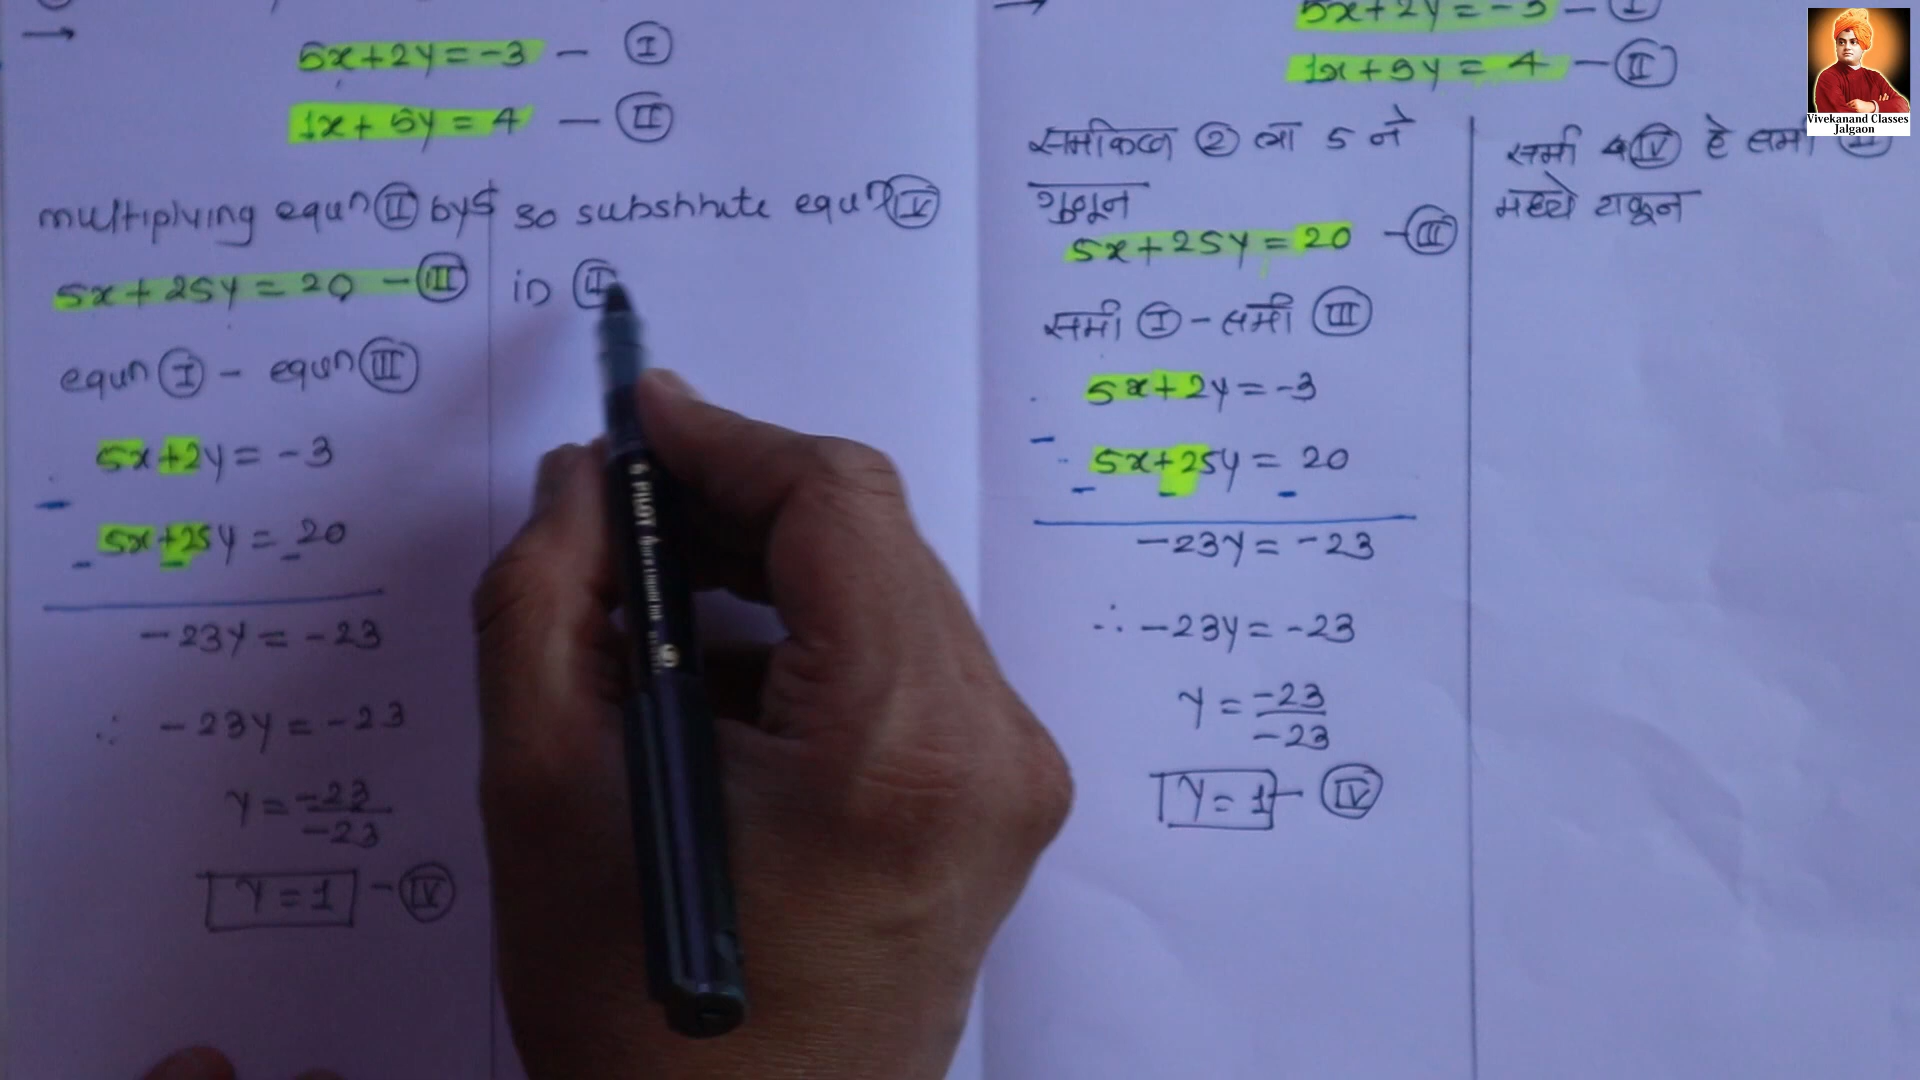 5x+2y=-3 - I
1x+5y=4 - II
multiplying equn II by 5
5x+25y=20 - III
equn I - equn III
5x+2y=-3
-
5x+25y=20
- - -
-23y=-23
∴ -23y=-23
y=-23/-23
y=1 - IV
so substitute equn IV
in II
5x+2y=-3 - I
1x+5y=4 - II
समीकरण 2 ला 5 ने
गुणून
5x+25y=20 - III
समी I - समी III
5x+2y=-3
-
5x+25y=20
- - -
-23y=-23
∴ -23y=-23
y=-23/-23
y=1 - IV
समी IV हे समी II
मध्ये टाकून
Vivekanand Classes
Jalgaon